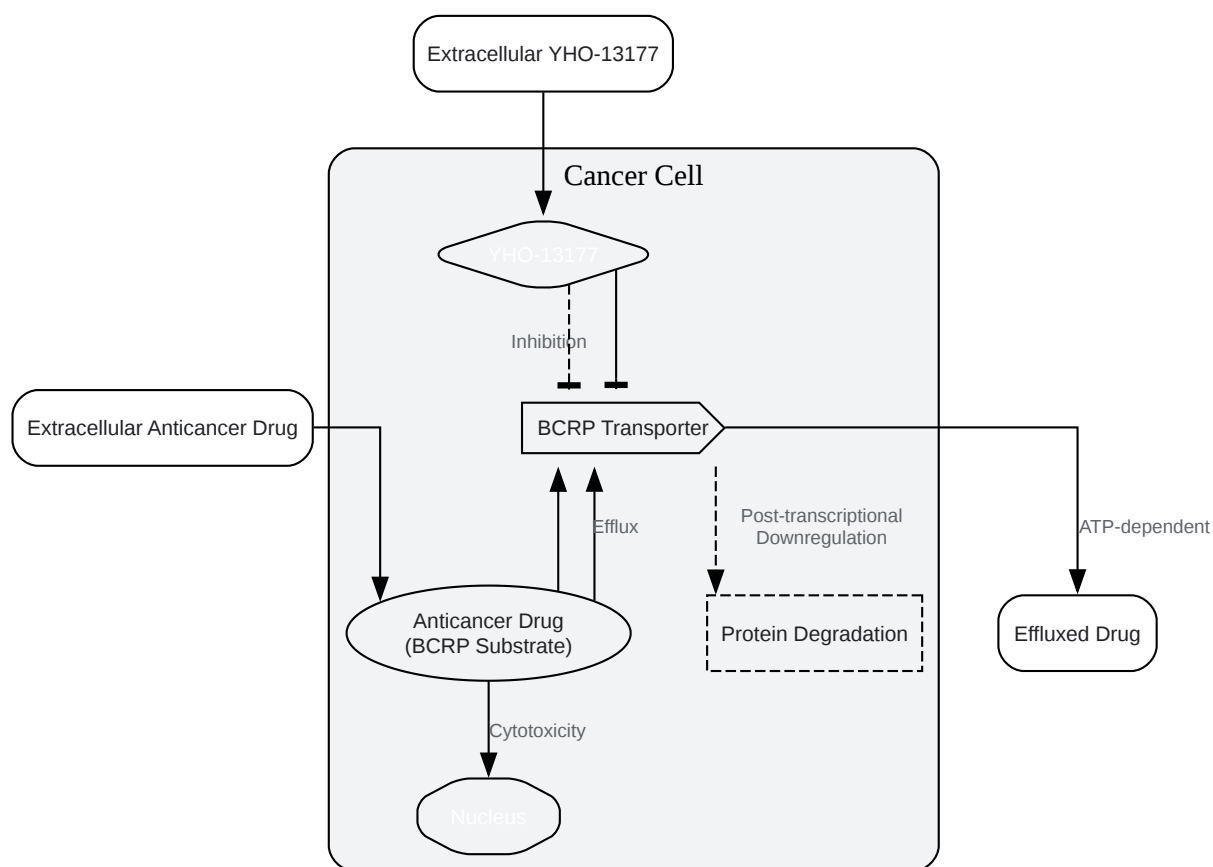 Extracellular YHO-13177
Cancer Cell
YHO-13177
Inhibition
Extracellular Anticancer Drug
BCRP Transporter
Efflux
Post-transcriptional
Downregulation
ATP-dependent
Anticancer Drug
(BCRP Substrate)
Protein Degradation
Effluxed Drug
Cytotoxicity
Nucleus